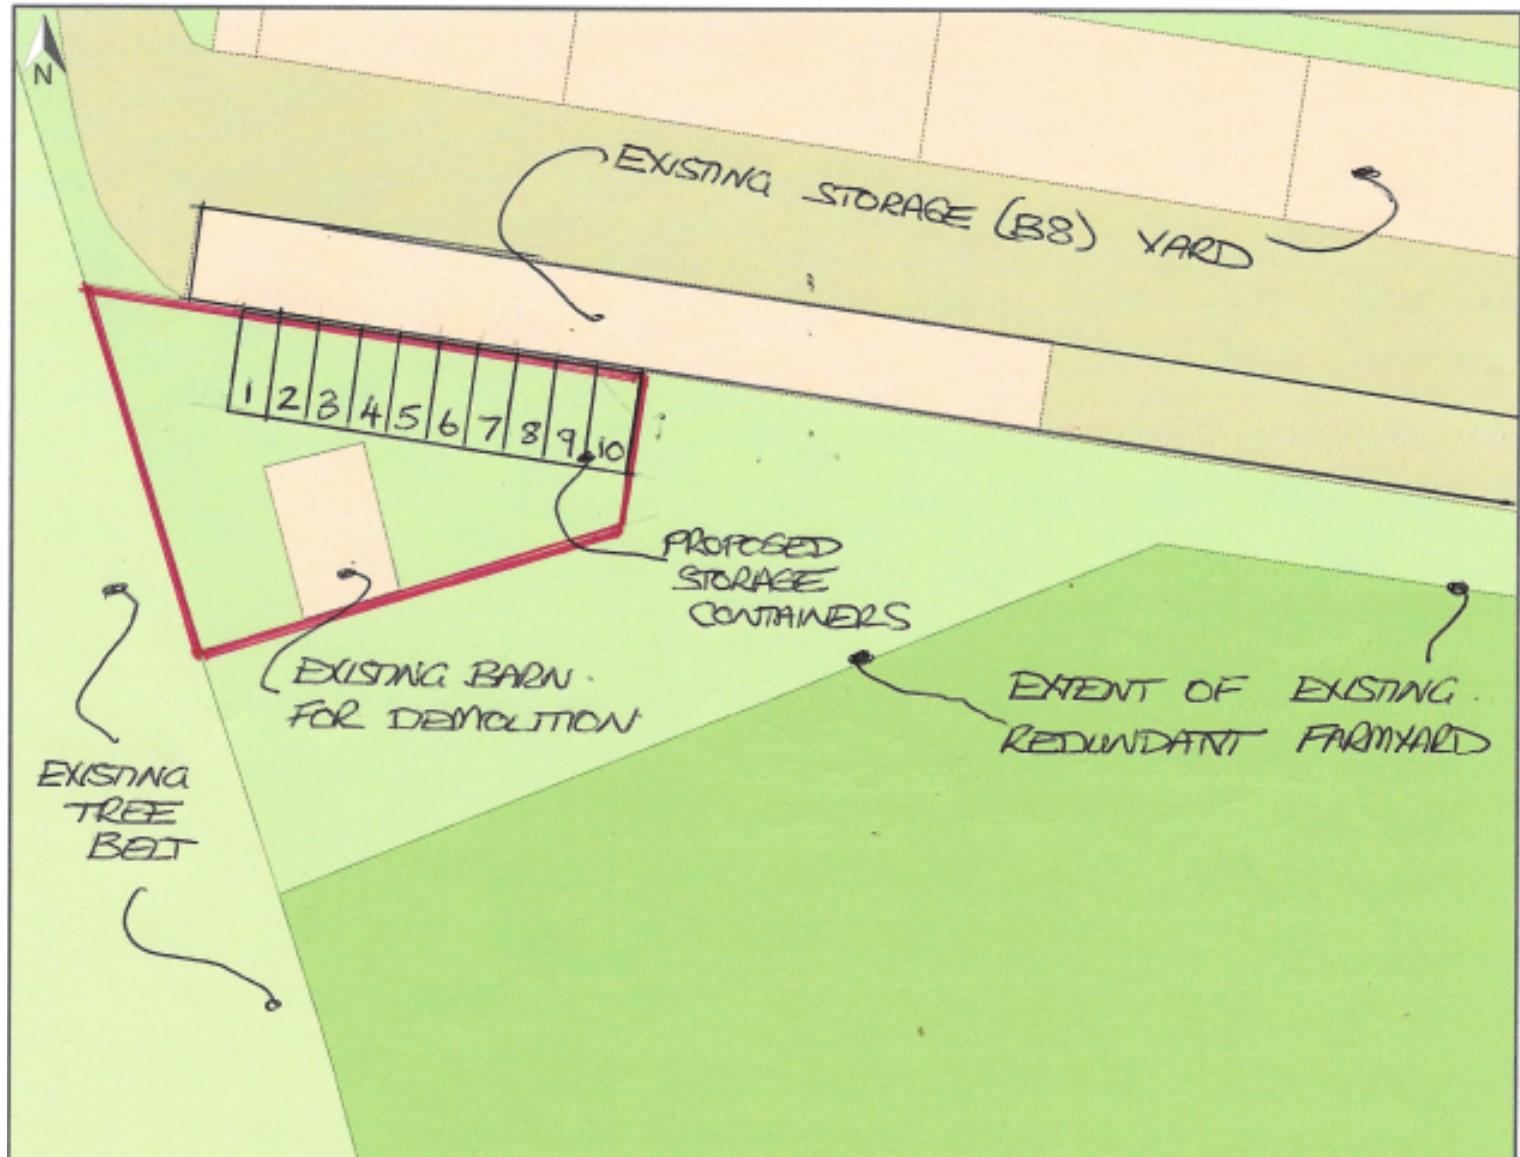 N
EXISTING STORAGE (B8) YARD
1 2 3 4 5 6 7 8 9 10
PROPOSED
STORAGE
CONTAINERS
EXISTING BARN.
FOR DEMOLITION
EXTENT OF EXISTING.
REDUNDANT FARMYARD
EXISTING
TREE
BELT